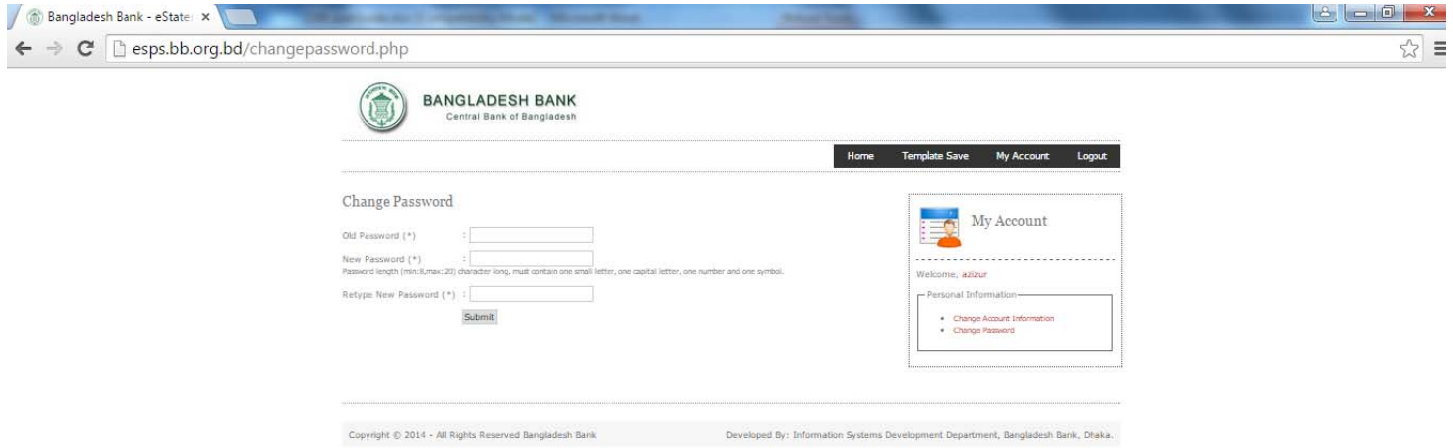 Bangladesh Bank - eState
esps.bb.org.bd/changepassword.php
BANGLADESH BANK
Central Bank of Bangladesh
Home Template Save My Account Logout
Change Password
Old Password (*) :
New Password (*) :
Password length (min:8,max:20) character long, must contain one small letter, one capital letter, one number and one symbol.
Retype New Password (*) :
Submit
My Account
Welcome, azizur
Personal Information
• Change Account Information
• Change Password
Copyright © 2014 - All Rights Reserved Bangladesh Bank
Developed By: Information Systems Development Department, Bangladesh Bank, Dhaka.